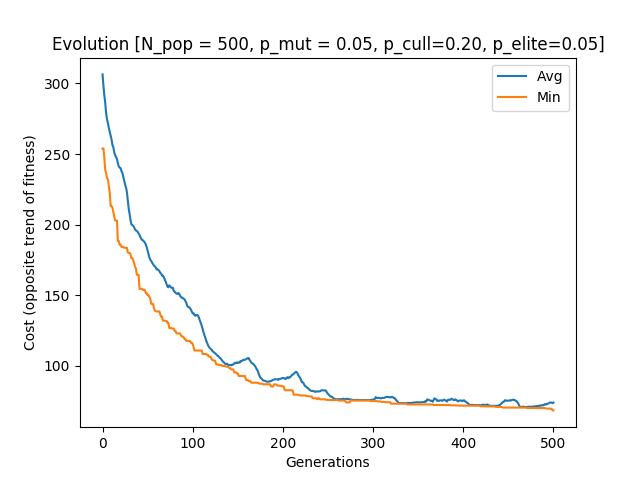 Evolution [N_pop = 500, p_mut = 0.05, p_cull=0.20, p_elite=0.05]
Avg
Min
Cost (opposite trend of fitness)
300
250
200
150
100
0 100 200 300 400 500
Generations